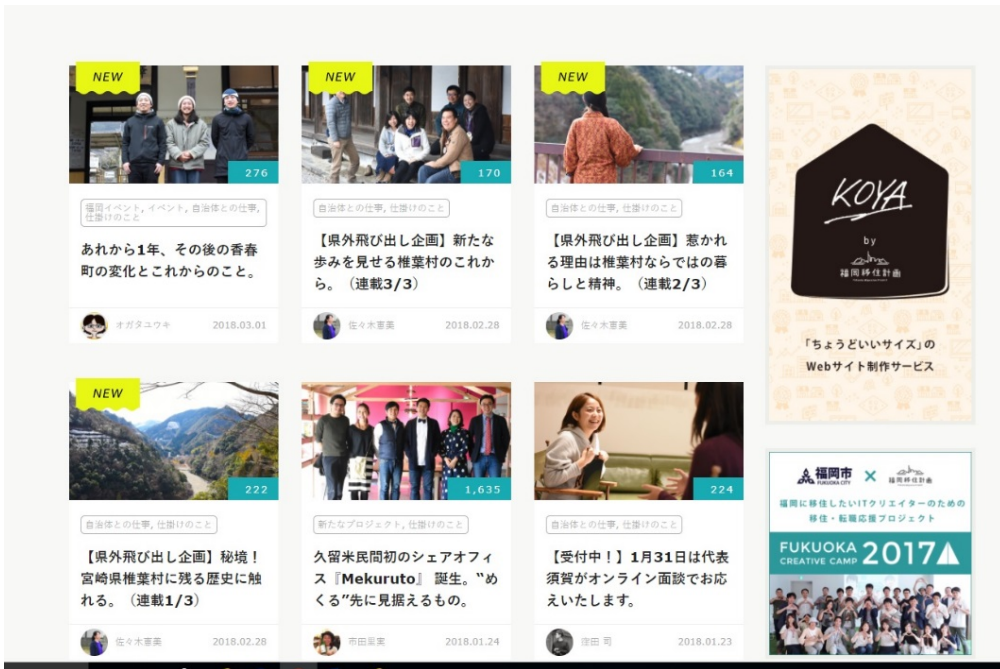 NEW
276
福岡イベント, イベント, 自治体との仕事,
仕掛けのこと
あれから1年、その後の香春
町の変化とこれからのこと。
オガタユウキ
2018.03.01
NEW
170
自治体との仕事, 仕掛けのこと
【県外飛び出し企画】新たな
歩みを見せる椎葉村のこれか
ら。（連載3/3）
佐々木恵美
2018.02.28
NEW
164
自治体との仕事, 仕掛けのこと
【県外飛び出し企画】惹かれ
る理由は椎葉村ならではの暮
らしと精神。（連載2/3）
佐々木恵美
2018.02.28
NEW
222
自治体との仕事, 仕掛けのこと
【県外飛び出し企画】秘境！
宮崎県椎葉村に残る歴史に触
れる。（連載1/3）
佐々木恵美
2018.02.28
1,635
新たなプロジェクト, 仕掛けのこと
久留米民間初のシェアオフィ
ス『Mekuruto』 誕生。“め
くる”先に見据えるもの。
市田里実
2018.01.24
224
自治体との仕事, 仕掛けのこと
【受付中！】1月31日は代表
須賀がオンライン面談でお応
えいたします。
窪田 司
2018.01.23
KOYA
by
福岡移住計画
「ちょうどいいサイズ」の
Webサイト制作サービス
福岡市
FUKUOKA CITY
×
福岡移住計画
福岡に移住したいITクリエイターのための
移住・転職応援プロジェクト
FUKUOKA
CREATIVE CAMP
2017